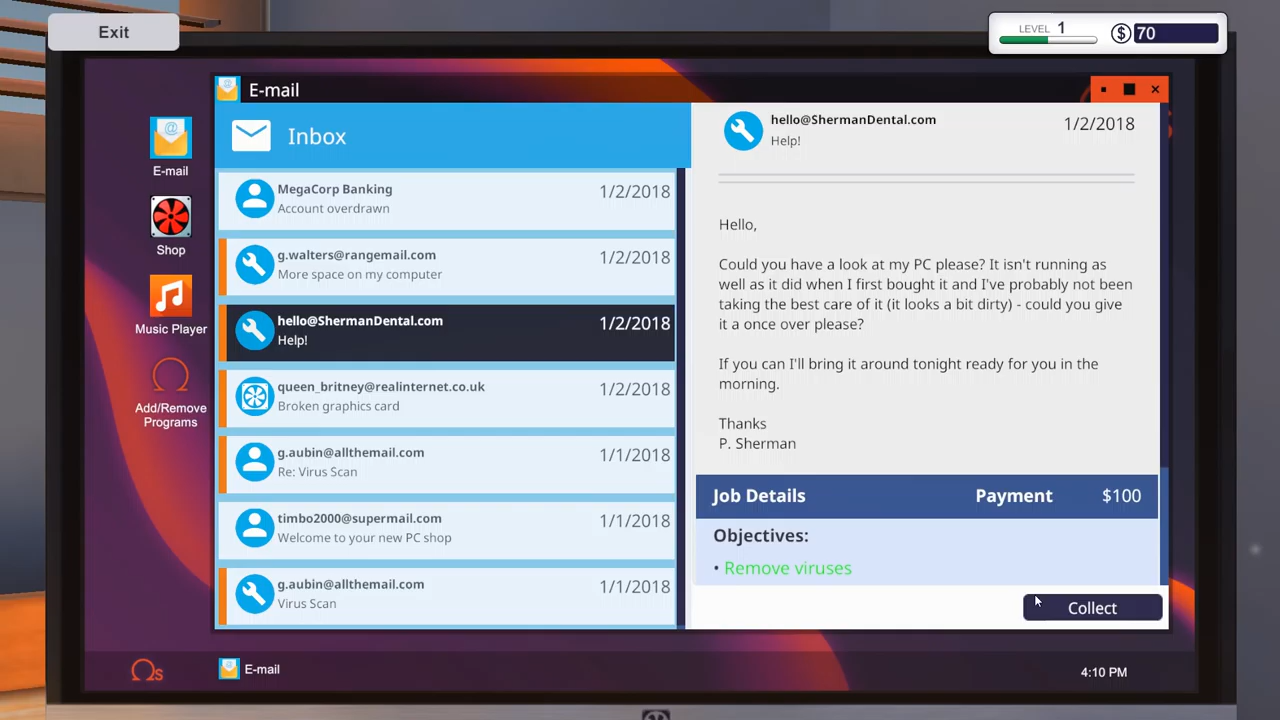 Exit
LEVEL 1
$ 70
E-mail
Inbox
MegaCorp Banking
1/2/2018
Account overdrawn
g.walters@rangemail.com
1/2/2018
More space on my computer
hello@ShermanDental.com
1/2/2018
Help!
queen_britney@realinternet.co.uk
1/2/2018
Broken graphics card
g.aubin@allthemail.com
1/1/2018
Re: Virus Scan
timbo2000@supermail.com
1/1/2018
Welcome to your new PC shop
g.aubin@allthemail.com
1/1/2018
Virus Scan
hello@ShermanDental.com
1/2/2018
Help!
Hello,
Could you have a look at my PC please? It isn't running as
well as it did when I first bought it and I've probably not been
taking the best care of it (it looks a bit dirty) - could you give
it a once over please?
If you can I'll bring it around tonight ready for you in the
morning.
Thanks
P. Sherman
Job Details
Payment
$100
Objectives:
• Remove viruses
Collect
E-mail
Shop
Music Player
Add/Remove
Programs
Ωs
E-mail
4:10 PM